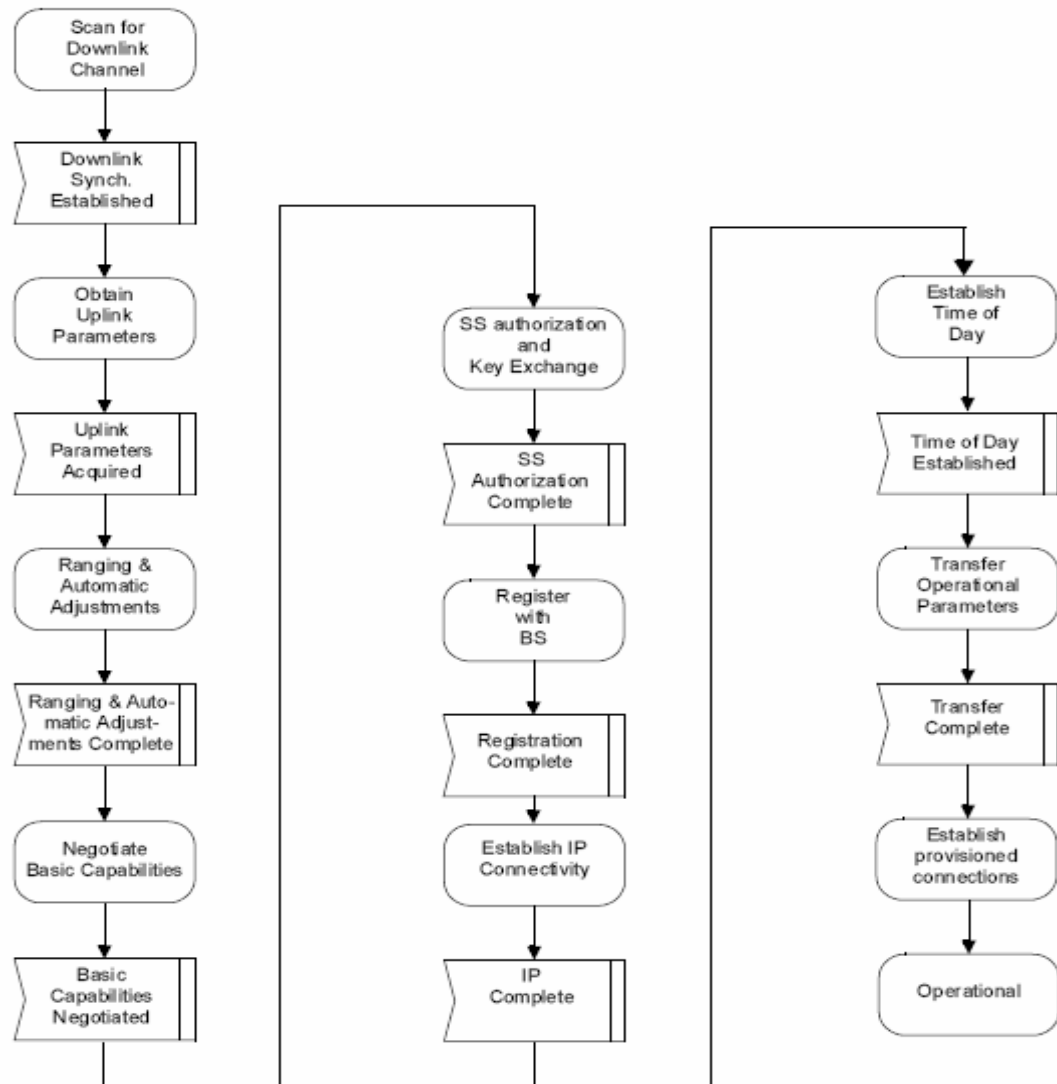 Scan for
Downlink
Channel
Downlink
Synch.
Established
Obtain
Uplink
Parameters
Uplink
Parameters
Acquired
Ranging &
Automatic
Adjustments
Ranging & Auto-
matic Adjust-
ments Complete
Negotiate
Basic Capabilities
Basic
Capabilities
Negotiated
SS authorization
and
Key Exchange
SS
Authorization
Complete
Register
with
BS
Registration
Complete
Establish IP
Connectivity
IP
Complete
Establish
Time of
Day
Time of Day
Established
Transfer
Operational
Parameters
Transfer
Complete
Establish
provisioned
connections
Operational